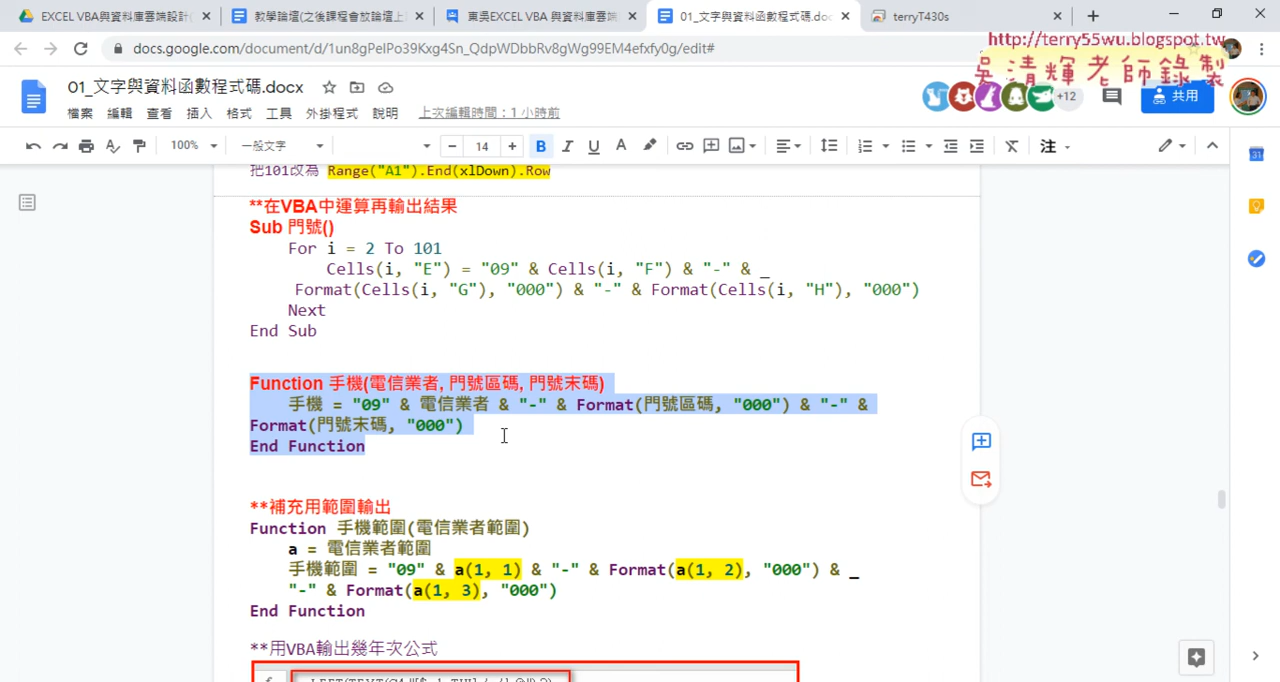 EXCEL VBA與資料庫雲端設計(
教學論壇(之後課程會放論壇上
東吳EXCEL VBA 與資料庫雲端
01_文字與資料函數程式碼.doc
terryT430s
docs.google.com/document/d/1un8gPelPo39Kxg4Sn_QdpWDbbRv8gWg99EM4efxfy0g/edit#
http://terry55wu.blogspot.tw
吳清輝老師錄製
01_文字與資料函數程式碼.docx
+12
共用
檔案 編輯 查看 插入 格式 工具 外掛程式 說明 上次編輯時間：1 小時前
100% 一般文字 - 14 + B I U A 注
31
把101改為 Range("A1").End(xlDown).Row
**在VBA中運算再輸出結果
Sub 門號()
For i = 2 To 101
Cells(i, "E") = "09" & Cells(i, "F") & "-" & _
Format(Cells(i, "G"), "000") & "-" & Format(Cells(i, "H"), "000")
Next
End Sub
Function 手機(電信業者, 門號區碼, 門號末碼)
手機 = "09" & 電信業者 & "-" & Format(門號區碼, "000") & "-" &
Format(門號末碼, "000")
End Function
**補充用範圍輸出
Function 手機範圍(電信業者範圍)
a = 電信業者範圍
手機範圍 = "09" & a(1, 1) & "-" & Format(a(1, 2), "000") & _
"-" & Format(a(1, 3), "000")
End Function
**用VBA輸出幾年次公式